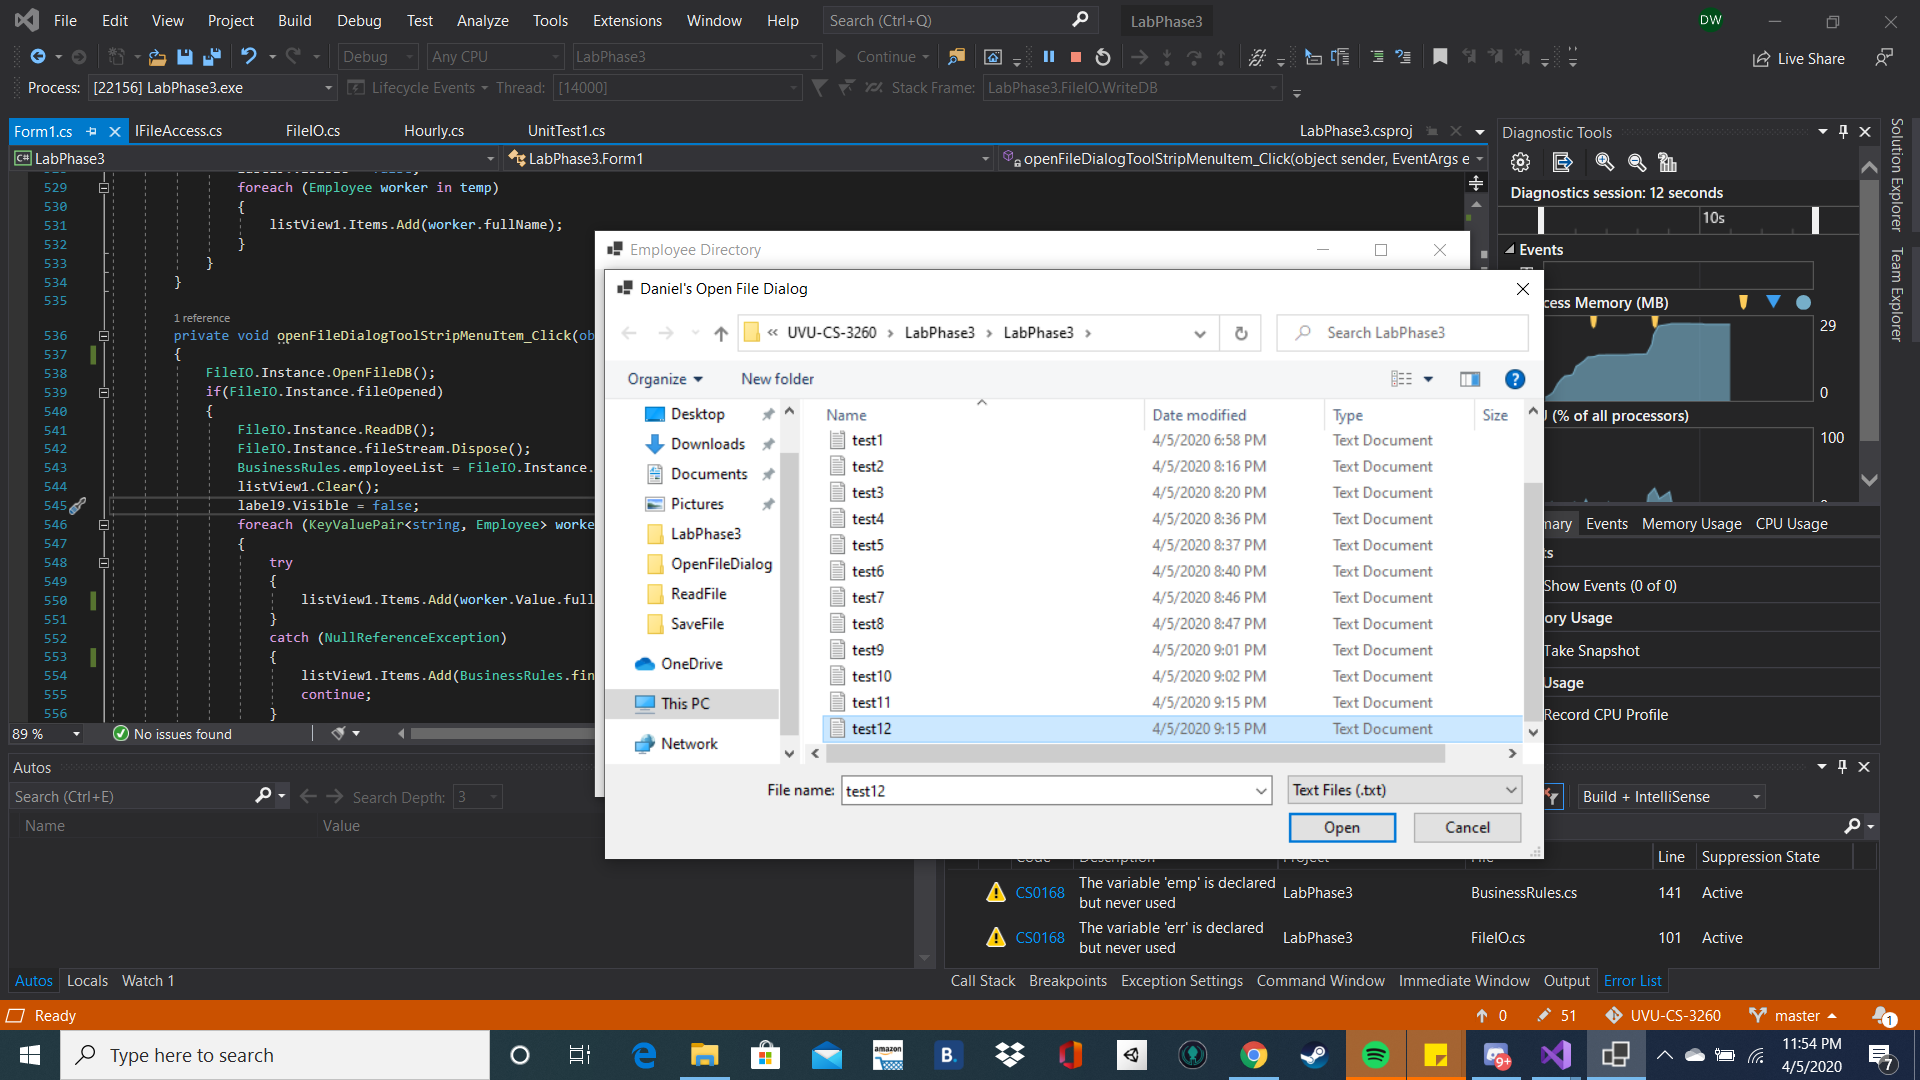 File Edit View Project Build Debug Test Analyze Tools Extensions Window Help Search (Ctrl+Q) LabPhase3 DW
Debug Any CPU LabPhase3 Continue Live Share
Process: [22156] LabPhase3.exe Lifecycle Events Thread: [14000] Stack Frame: LabPhase3.FileIO.WriteDB
Form1.cs IFileAccess.cs FileIO.cs Hourly.cs UnitTest1.cs LabPhase3.csproj
C# LabPhase3 LabPhase3.Form1 openFileDialogToolStripMenuItem_Click(object sender, EventArgs e
529 foreach (Employee worker in temp)
530 {
531 listView1.Items.Add(worker.fullName);
532 }
533 }
534 }
535
1 reference
536 private void openFileDialogToolStripMenuItem_Click(ob
537 {
538 FileIO.Instance.OpenFileDB();
539 if(FileIO.Instance.fileOpened)
540 {
541 FileIO.Instance.ReadDB();
542 FileIO.Instance.fileStream.Dispose();
543 BusinessRules.employeeList = FileIO.Instance.
544 listView1.Clear();
545 label9.Visible = false;
546 foreach (KeyValuePair<string, Employee> worke
547 {
548 try
549 {
550 listView1.Items.Add(worker.Value.full
551 }
552 catch (NullReferenceException)
553 {
554 listView1.Items.Add(BusinessRules.fin
555 continue;
556 }
89 % No issues found
Employee Directory
Daniel's Open File Dialog
« UVU-CS-3260 › LabPhase3 › LabPhase3 › Search LabPhase3
Organize New folder
Desktop
Downloads
Documents
Pictures
LabPhase3
OpenFileDialog
ReadFile
SaveFile
OneDrive
This PC
Network
Name Date modified Type Size
test1 4/5/2020 6:58 PM Text Document
test2 4/5/2020 8:16 PM Text Document
test3 4/5/2020 8:20 PM Text Document
test4 4/5/2020 8:36 PM Text Document
test5 4/5/2020 8:37 PM Text Document
test6 4/5/2020 8:40 PM Text Document
test7 4/5/2020 8:46 PM Text Document
test8 4/5/2020 8:47 PM Text Document
test9 4/5/2020 9:01 PM Text Document
test10 4/5/2020 9:02 PM Text Document
test11 4/5/2020 9:15 PM Text Document
test12 4/5/2020 9:15 PM Text Document
File name: test12 Text Files (.txt)
Open Cancel
Diagnostic Tools
Diagnostics session: 12 seconds
10s
Events
cess Memory (MB)
29
0
(% of all processors)
100
mary Events Memory Usage CPU Usage
ts
Show Events (0 of 0)
ory Usage
Take Snapshot
Usage
Record CPU Profile
Solution Explorer
Team Explorer
Autos
Search (Ctrl+E) Search Depth: 3
Name Value
Build + IntelliSense
Code Description Project File Line Suppression State
CS0168 The variable 'emp' is declared but never used LabPhase3 BusinessRules.cs 141 Active
CS0168 The variable 'err' is declared but never used LabPhase3 FileIO.cs 101 Active
Autos Locals Watch 1
Call Stack Breakpoints Exception Settings Command Window Immediate Window Output Error List
Ready 0 51 UVU-CS-3260 master 1
Type here to search
amazon
B.
9+
11:54 PM
4/5/2020
7